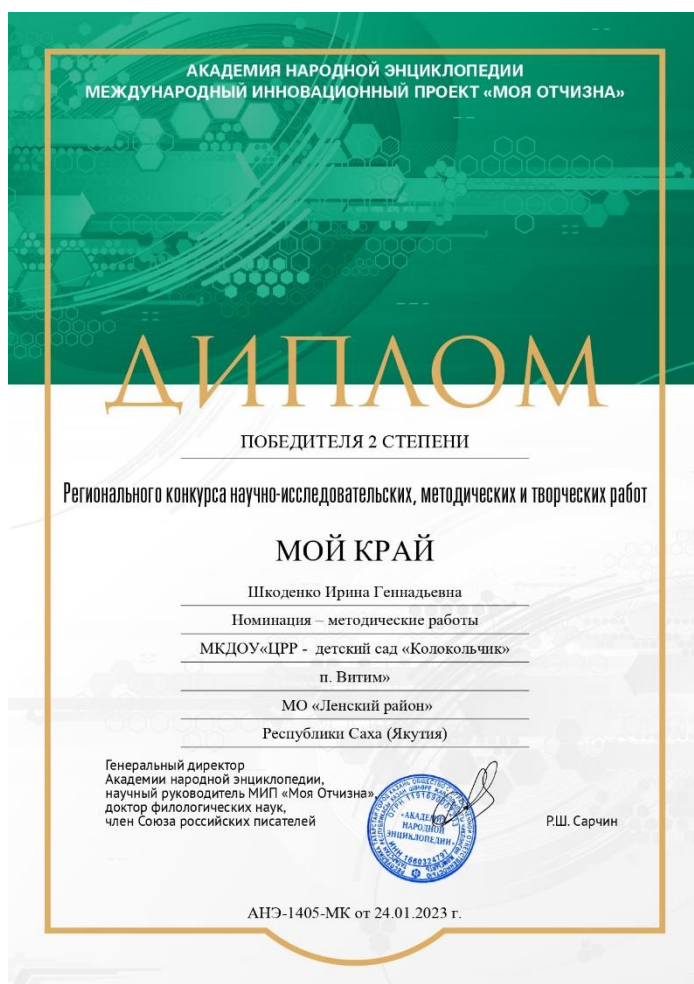 АКАДЕМИЯ НАРОДНОЙ ЭНЦИКЛОПЕДИИ
МЕЖДУНАРОДНЫЙ ИННОВАЦИОННЫЙ ПРОЕКТ «МОЯ ОТЧИЗНА»
ДИПЛОМ
ПОБЕДИТЕЛЯ 2 СТЕПЕНИ
Регионального конкурса научно-исследовательских, методических и творческих работ
МОЙ КРАЙ
Шкоденко Ирина Геннадьевна
Номинация – методические работы
МКДОУ«ЦРР - детский сад «Колокольчик»
п. Витим»
МО «Ленский район»
Республики Саха (Якутия)
Генеральный директор
Академии народной энциклопедии,
научный руководитель МИП «Моя Отчизна»,
доктор филологических наук,
член Союза российских писателей
«АКАДЕМИЯ
НАРОДНОЙ
ЭНЦИКЛОПЕДИИ»
ИНН 1660324797
Р.Ш. Сарчин
АНЭ-1405-МК от 24.01.2023 г.